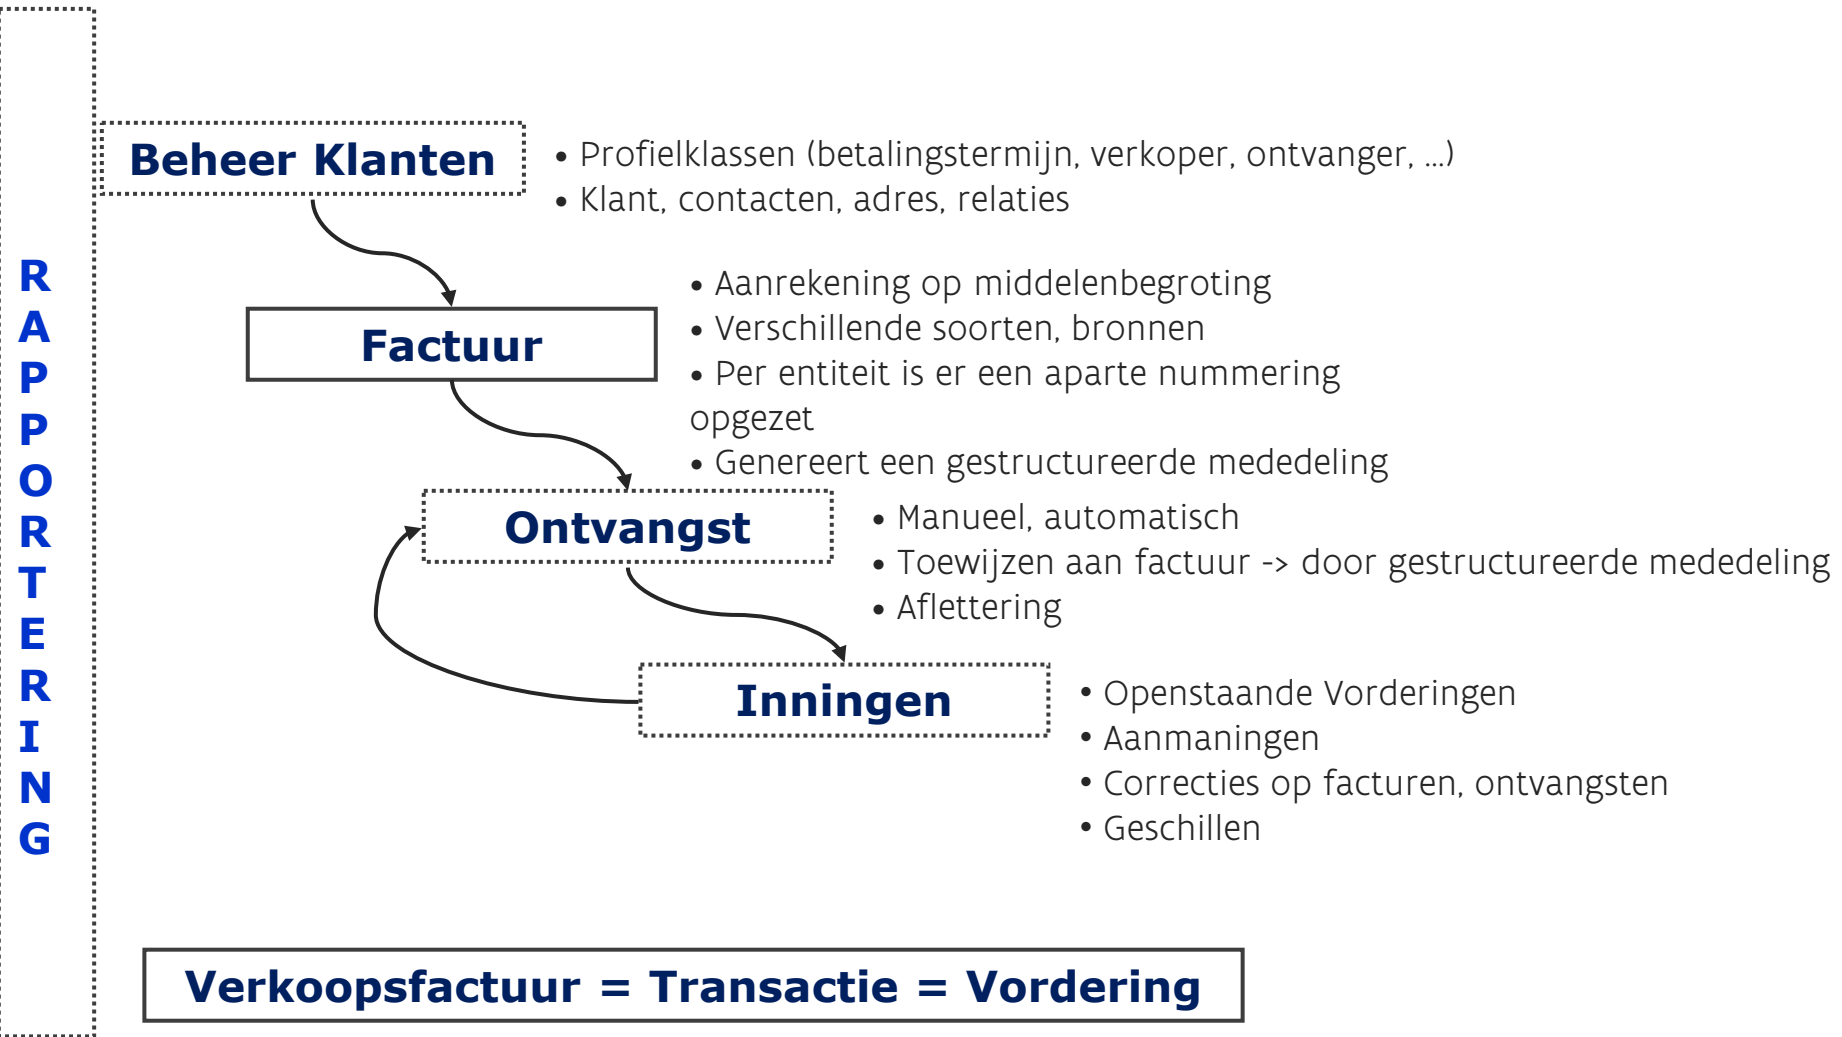 R
A
P
P
O
R
T
E
R
I
N
G
Beheer Klanten
• Profielklassen (betalingstermijn, verkoper, ontvanger, ...)
• Klant, contacten, adres, relaties
Factuur
• Aanrekening op middelenbegroting
• Verschillende soorten, bronnen
• Per entiteit is er een aparte nummering
opgezet
• Genereert een gestructureerde mededeling
Ontvangst
• Manueel, automatisch
• Toewijzen aan factuur -> door gestructureerde mededeling
• Aflettering
Inningen
• Openstaande Vorderingen
• Aanmaningen
• Correcties op facturen, ontvangsten
• Geschillen
Verkoopsfactuur = Transactie = Vordering